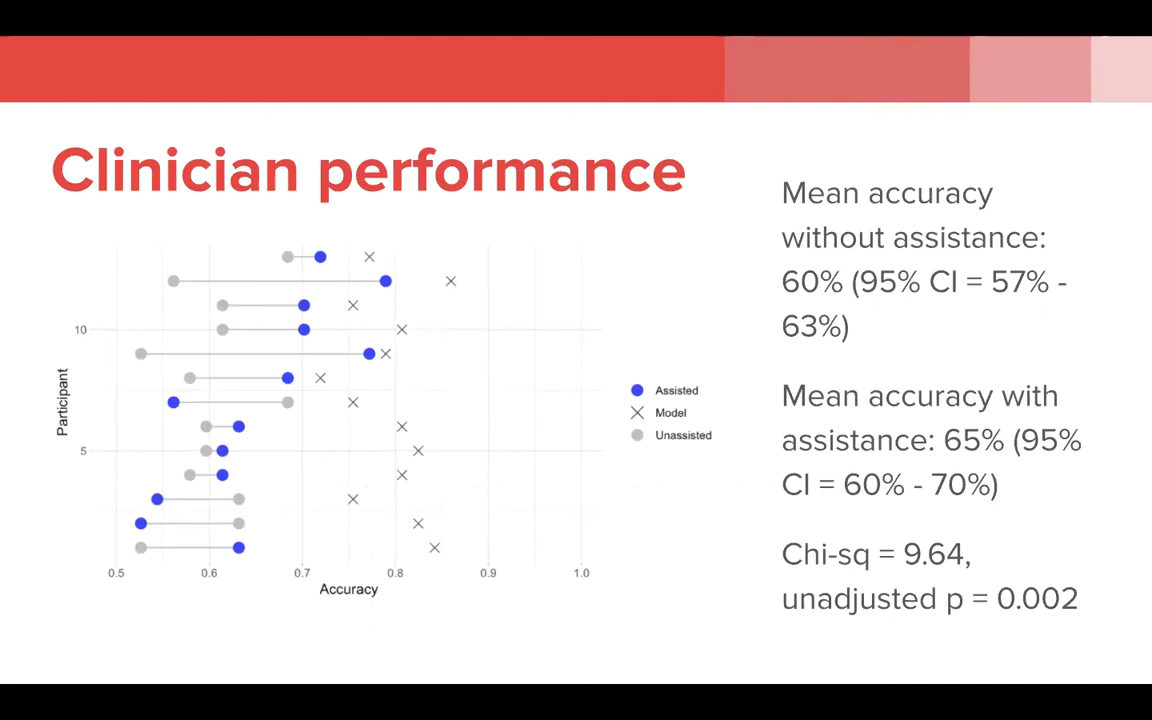 Clinician performance
10
5
Participant
0.5 0.6 0.7 0.8 0.9 1.0
Accuracy
Assisted
Model
Unassisted
Mean accuracy
without assistance:
60% (95% CI = 57% -
63%)
Mean accuracy with
assistance: 65% (95%
CI = 60% - 70%)
Chi-sq = 9.64,
unadjusted p = 0.002